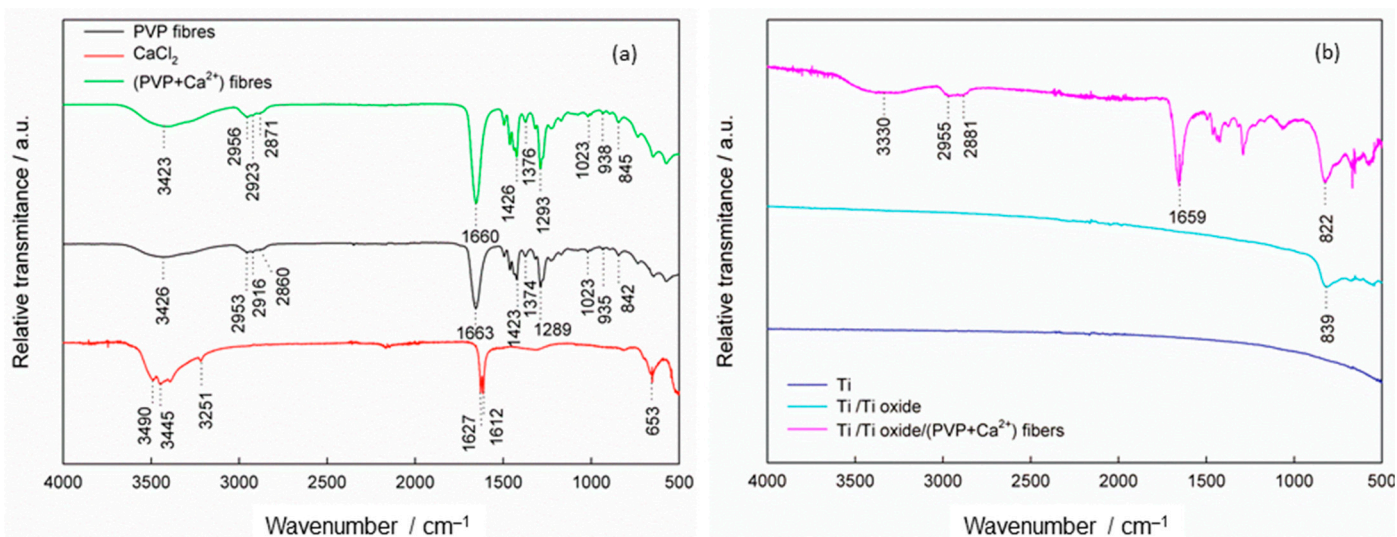 PVP fibres
CaCl₂
(PVP+Ca²⁺) fibres
(a)
3423
2956
2923
2871
1660
1426
1376
1293
1023
938
845
3426
2953
2916
2860
1663
1423
1374
1289
1023
935
842
3490
3445
3251
1627
1612
653
Relative transmitance / a.u.
4000 3500 3000 2500 2000 1500 1000 500
Wavenumber / cm⁻¹
(b)
3330
2955
2881
1659
822
839
Ti
Ti /Ti oxide
Ti /Ti oxide/(PVP+Ca²⁺) fibers
Relative transmitance / a.u.
4000 3500 3000 2500 2000 1500 1000 500
Wavenumber / cm⁻¹